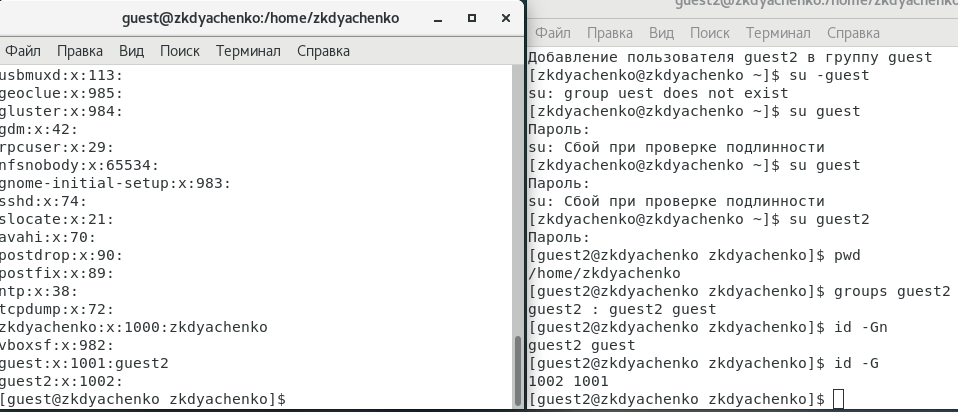 guest@zkdyachenko:/home/zkdyachenko
Файл Правка Вид Поиск Терминал Справка
usbmuxd:x:113:
geoclue:x:985:
gluster:x:984:
gdm:x:42:
rpcuser:x:29:
nfsnobody:x:65534:
gnome-initial-setup:x:983:
sshd:x:74:
slocate:x:21:
avahi:x:70:
postdrop:x:90:
postfix:x:89:
ntp:x:38:
tcpdump:x:72:
zkdyachenko:x:1000:zkdyachenko
vboxsf:x:982:
guest:x:1001:guest2
guest2:x:1002:
[guest@zkdyachenko zkdyachenko]$
guest2@zkdyachenko:/home/zkdyachenko
Файл Правка Вид Поиск Терминал Справка
Добавление пользователя guest2 в группу guest
[zkdyachenko@zkdyachenko ~]$ su -guest
su: group uest does not exist
[zkdyachenko@zkdyachenko ~]$ su guest
Пароль:
su: Сбой при проверке подлинности
[zkdyachenko@zkdyachenko ~]$ su guest
Пароль:
su: Сбой при проверке подлинности
[zkdyachenko@zkdyachenko ~]$ su guest2
Пароль:
[guest2@zkdyachenko zkdyachenko]$ pwd
/home/zkdyachenko
[guest2@zkdyachenko zkdyachenko]$ groups guest2
guest2 : guest2 guest
[guest2@zkdyachenko zkdyachenko]$ id -Gn
guest2 guest
[guest2@zkdyachenko zkdyachenko]$ id -G
1002 1001
[guest2@zkdyachenko zkdyachenko]$